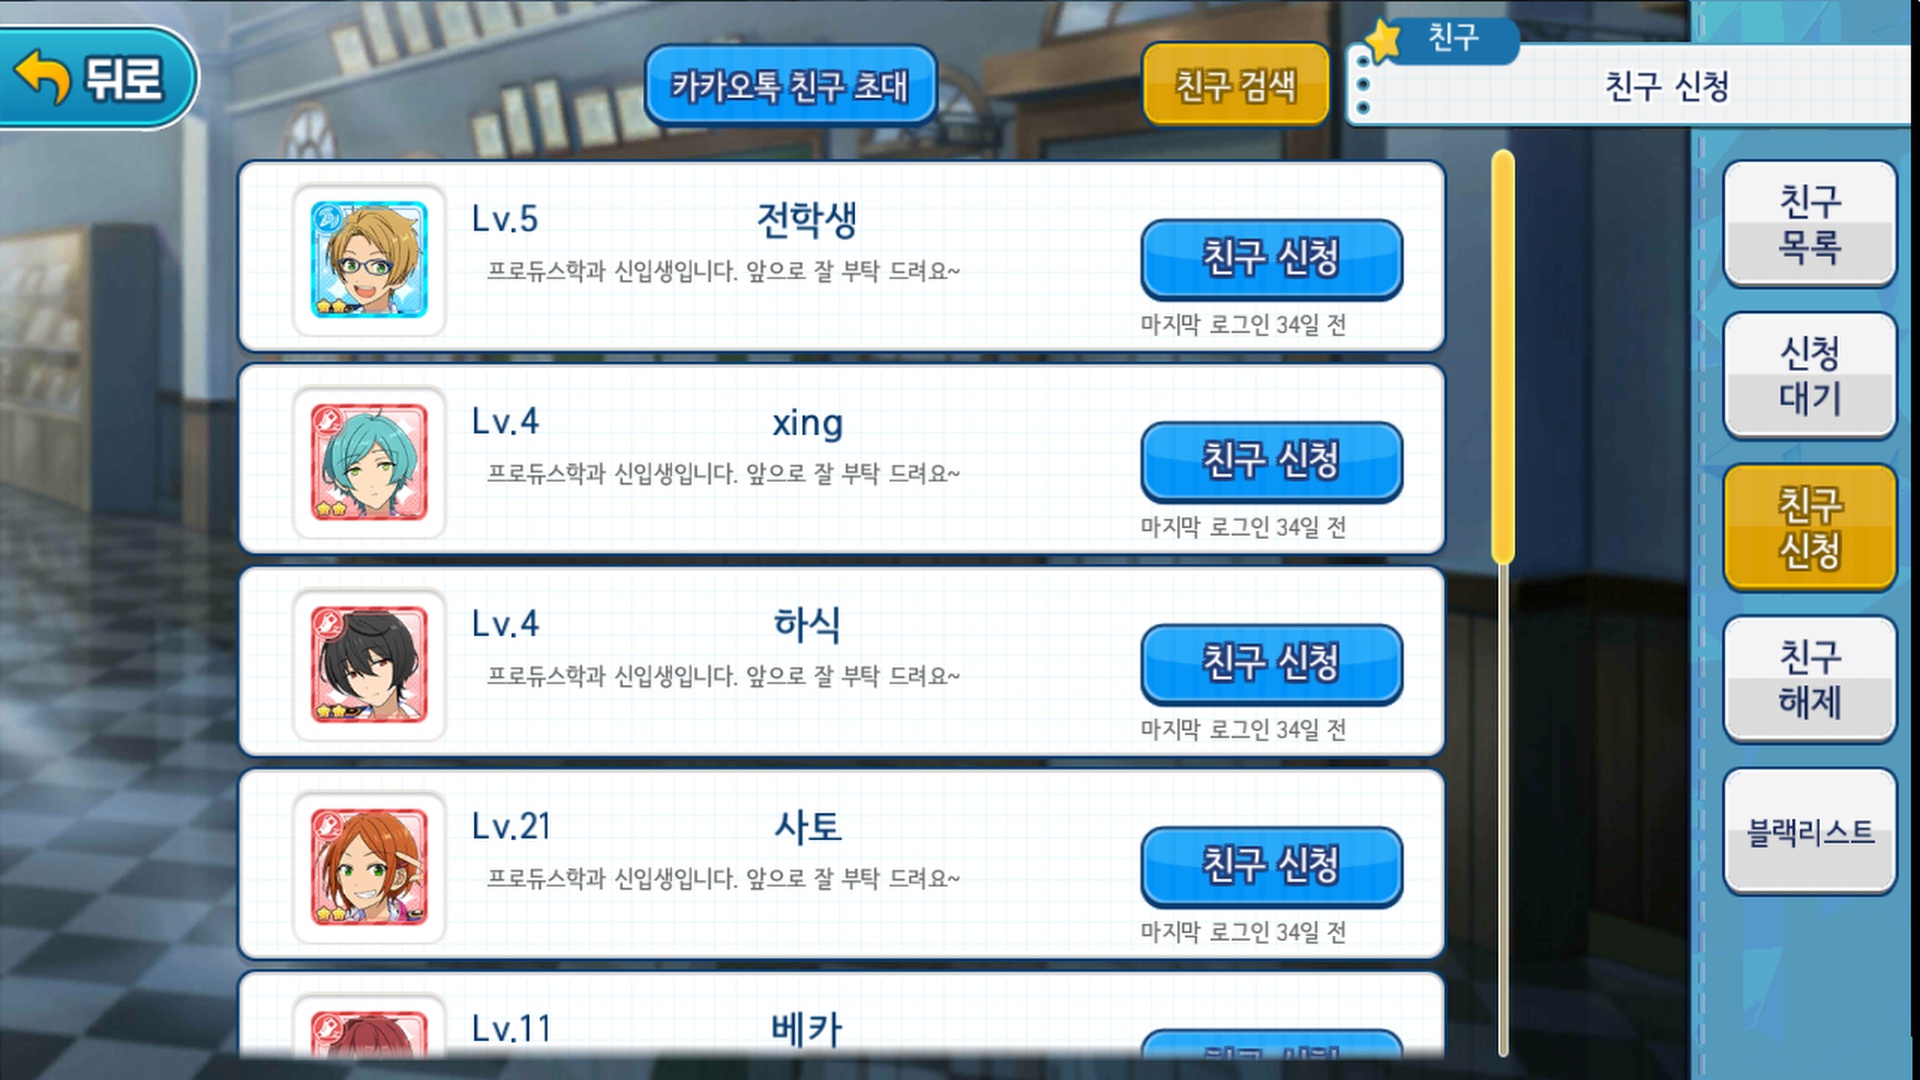 뒤로
카카오톡 친구 초대
친구 검색
친구
친구 신청
Lv.5 전학생
프로듀스학과 신입생입니다. 앞으로 잘 부탁 드려요~
친구 신청
마지막 로그인 34일 전
Lv.4 xing
프로듀스학과 신입생입니다. 앞으로 잘 부탁 드려요~
친구 신청
마지막 로그인 34일 전
Lv.4 하식
프로듀스학과 신입생입니다. 앞으로 잘 부탁 드려요~
친구 신청
마지막 로그인 34일 전
Lv.21 사토
프로듀스학과 신입생입니다. 앞으로 잘 부탁 드려요~
친구 신청
마지막 로그인 34일 전
Lv.11 베카
친구 신청
친구
목록
신청
대기
친구
신청
친구
해제
블랙리스트